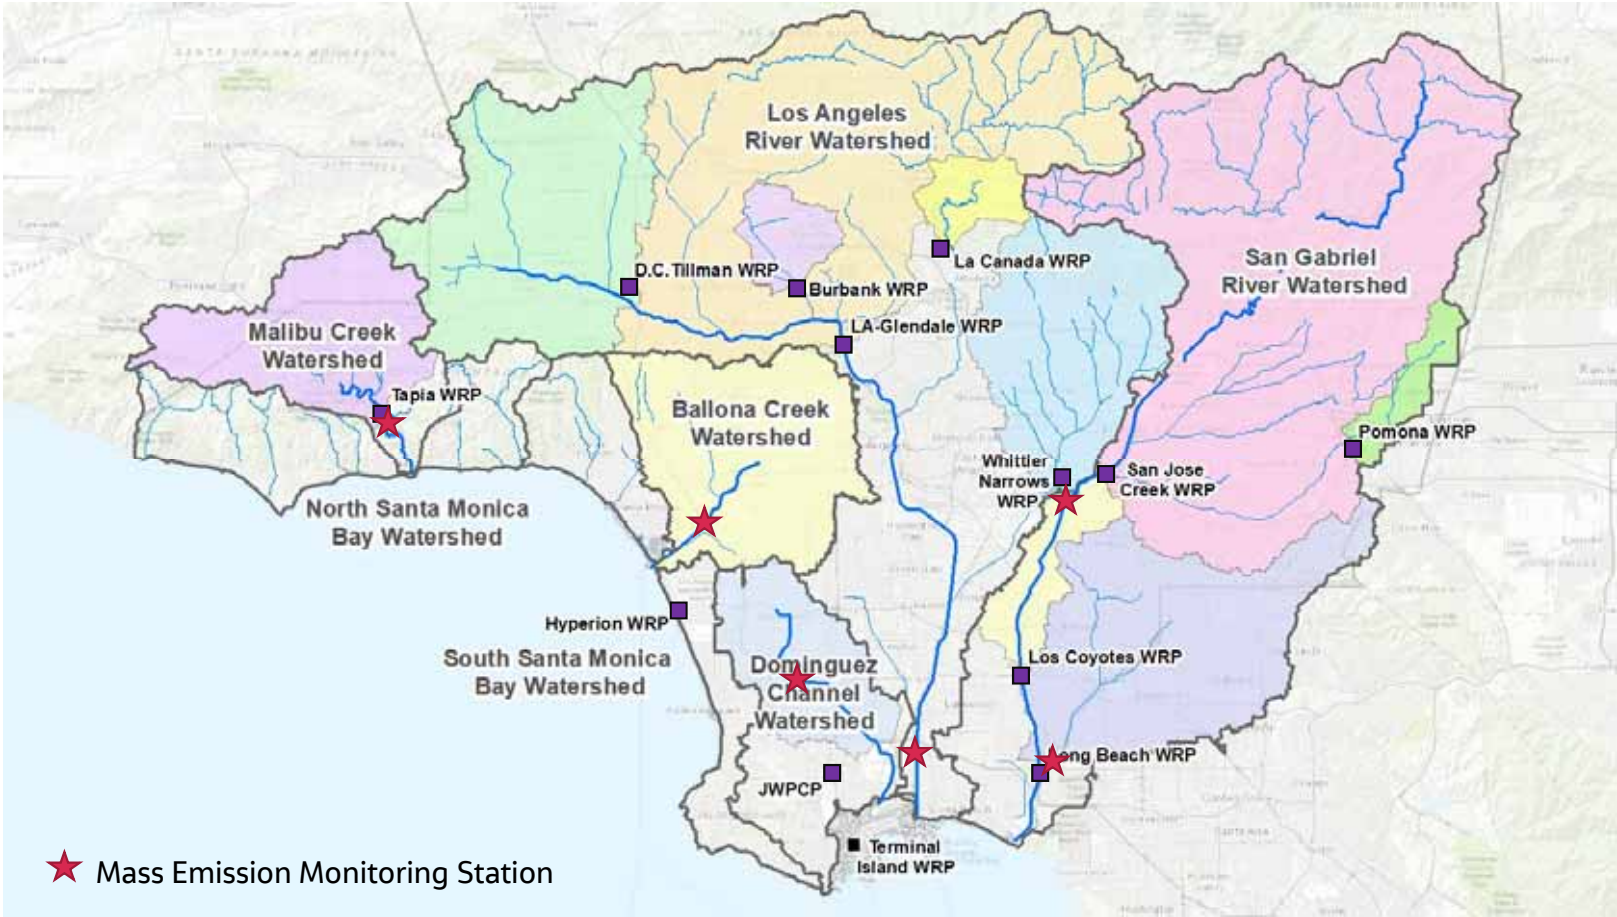 Los Angeles
River Watershed
San Gabriel
River Watershed
La Canada WRP
D.C. Tillman WRP
Burbank WRP
LA-Glendale WRP
Malibu Creek
Watershed
Tapia WRP
Ballona Creek
Watershed
Pomona WRP
Whittier
Narrows
WRP
San Jose
Creek WRP
North Santa Monica
Bay Watershed
Hyperion WRP
South Santa Monica
Bay Watershed
Los Coyotes WRP
Dominguez
Channel
Watershed
ong Beach WRP
JWPCP
Terminal
Island WRP
Mass Emission Monitoring Station